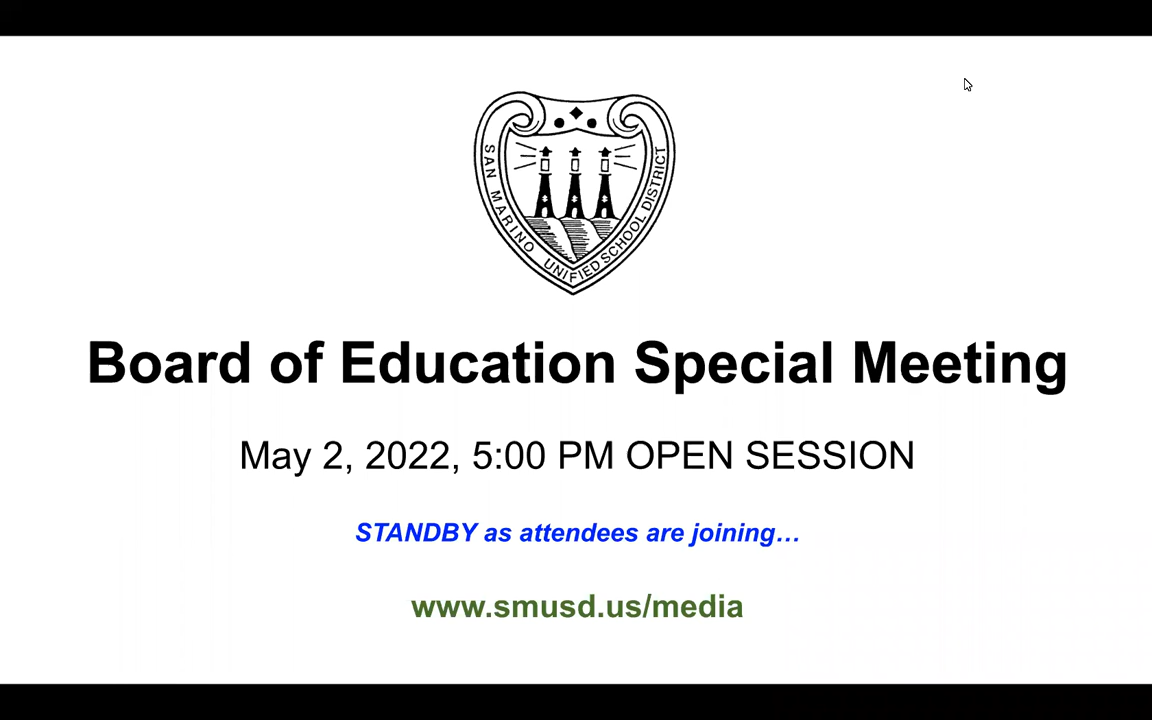 SAN MARINO UNIFIED SCHOOL DISTRICT
Board of Education Special Meeting
May 2, 2022, 5:00 PM OPEN SESSION
STANDBY as attendees are joining…
www.smusd.us/media